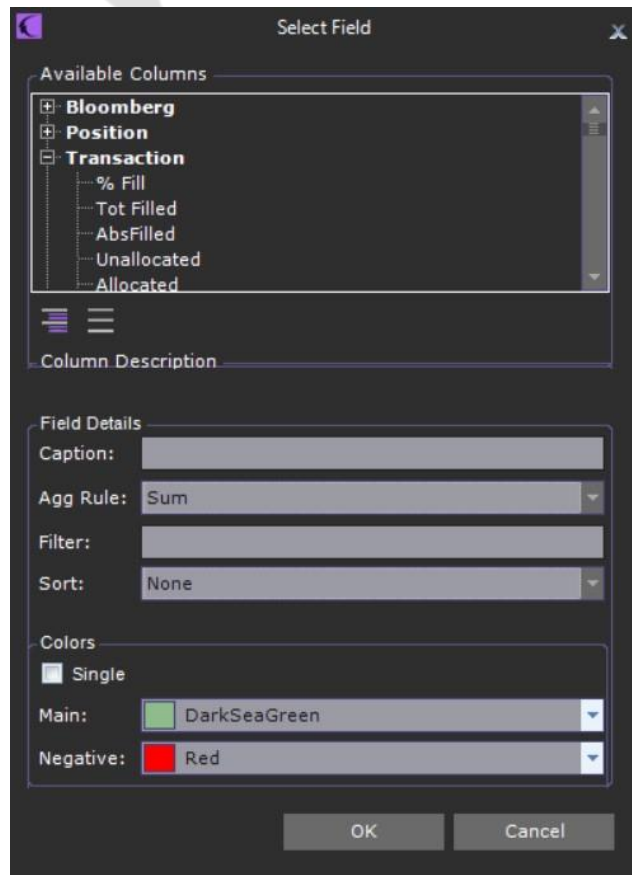 Select Field
x
Available Columns
Bloomberg
Position
Transaction
% Fill
Tot Filled
AbsFilled
Unallocated
Allocated
Column Description
Field Details
Caption:
Agg Rule: Sum
Filter:
Sort: None
Colors
Single
Main: DarkSeaGreen
Negative: Red
OK Cancel